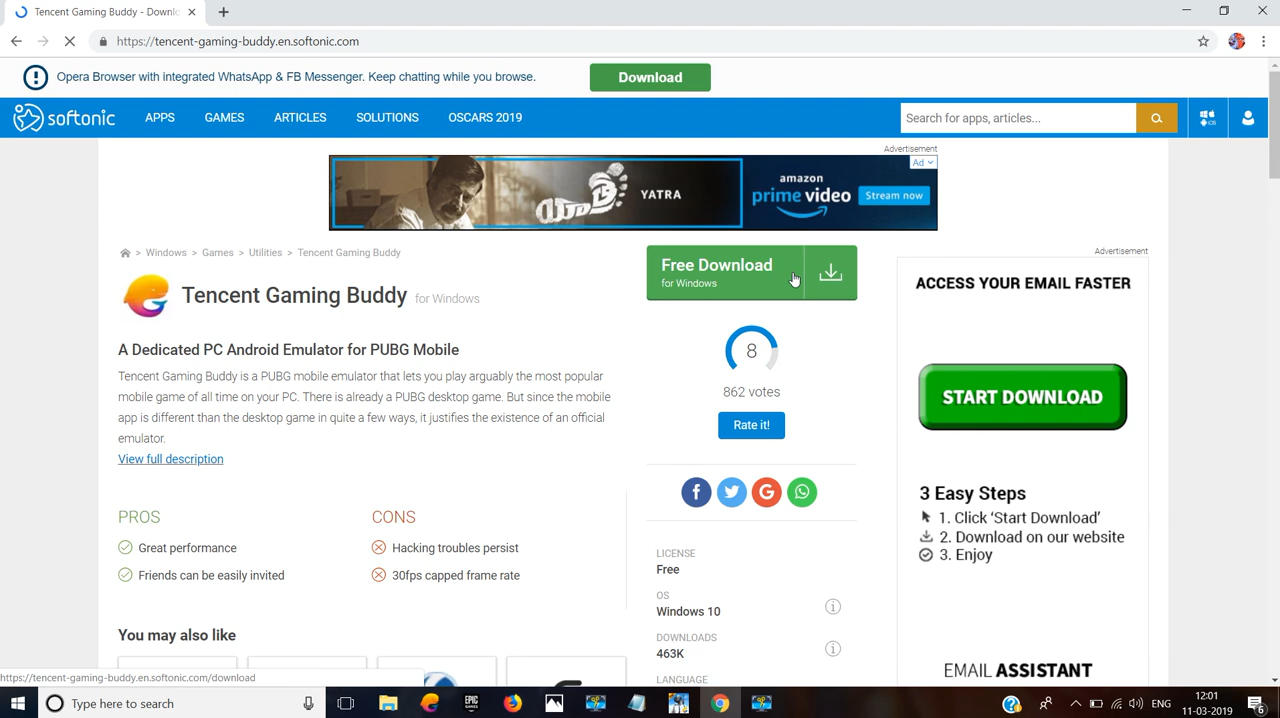 Tencent Gaming Buddy - Downl
https://tencent-gaming-buddy.en.softonic.com
Opera Browser with integrated WhatsApp & FB Messenger. Keep chatting while you browse.
Download
softonic
APPS
GAMES
ARTICLES
SOLUTIONS
OSCARS 2019
Search for apps, articles...
iOS
Advertisement
Ad
ಯಾತ್ರೆ
YATRA
amazon
prime video
Stream now
> Windows > Games > Utilities > Tencent Gaming Buddy
Tencent Gaming Buddy for Windows
Free Download
for Windows
A Dedicated PC Android Emulator for PUBG Mobile
Tencent Gaming Buddy is a PUBG mobile emulator that lets you play arguably the most popular
mobile game of all time on your PC. There is already a PUBG desktop game. But since the mobile
app is different than the desktop game in quite a few ways, it justifies the existence of an official
emulator.
View full description
8
862 votes
Rate it!
PROS
Great performance
Friends can be easily invited
CONS
Hacking troubles persist
30fps capped frame rate
You may also like
LICENSE
Free
OS
Windows 10
DOWNLOADS
463K
LANGUAGE
Advertisement
ACCESS YOUR EMAIL FASTER
START DOWNLOAD
3 Easy Steps
1. Click ‘Start Download’
2. Download on our website
3. Enjoy
EMAIL ASSISTANT
https://tencent-gaming-buddy.en.softonic.com/download
Type here to search
EPIC
GAMES
ENG
12:01
11-03-2019
6